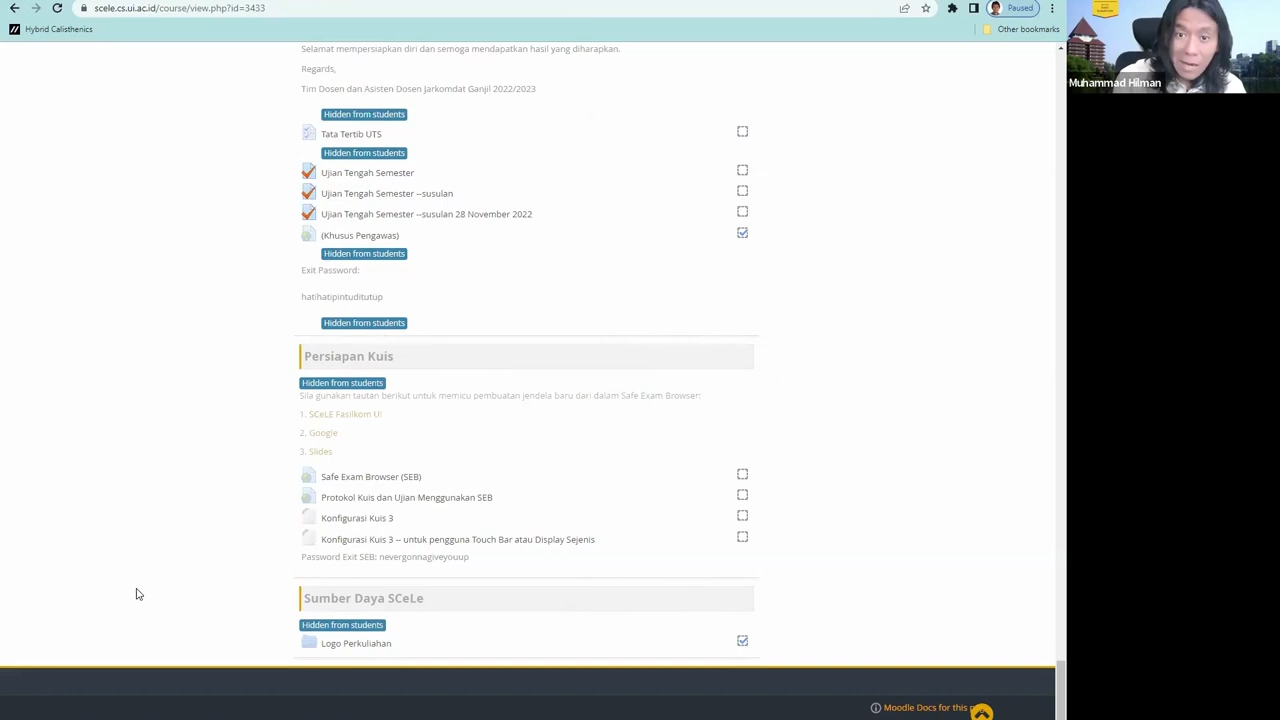 scele.cs.ui.ac.id/course/view.php?id=3433
Paused
Hybrid Calisthenics
Other bookmarks
Muhammad Hilman
Selamat mempersiapkan diri dan semoga mendapatkan hasil yang diharapkan.
Regards,
Tim Dosen dan Asisten Dosen Jarkomdat Ganjil 2022/2023
Hidden from students
Tata Tertib UTS
Hidden from students
Ujian Tengah Semester
Ujian Tengah Semester --susulan
Ujian Tengah Semester --susulan 28 November 2022
(Khusus Pengawas)
Hidden from students
Exit Password:
hatihatipintuditutup
Hidden from students
Persiapan Kuis
Hidden from students
Sila gunakan tautan berikut untuk memicu pembuatan jendela baru dari dalam Safe Exam Browser:
1. SCeLE Fasilkom UI
2. Google
3. Slides
Safe Exam Browser (SEB)
Protokol Kuis dan Ujian Menggunakan SEB
Konfigurasi Kuis 3
Konfigurasi Kuis 3 -- untuk pengguna Touch Bar atau Display Sejenis
Password Exit SEB: nevergonnagiveyouup
Sumber Daya SCeLe
Hidden from students
Logo Perkuliahan
Moodle Docs for this